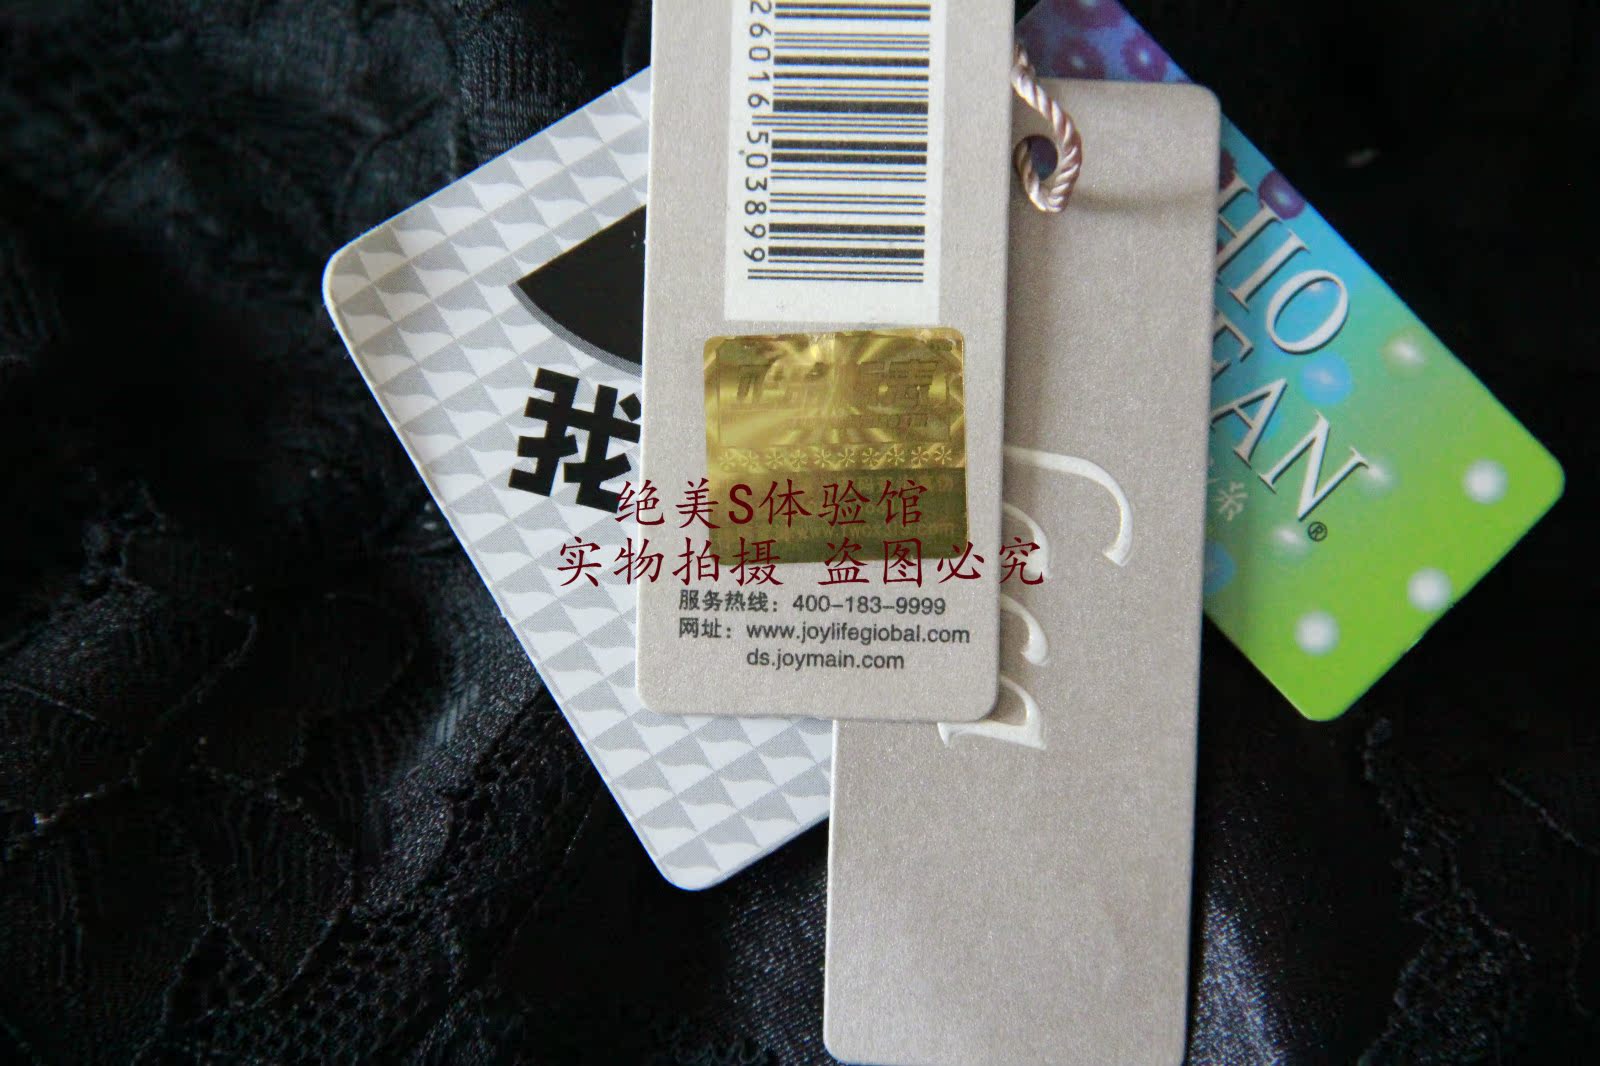 26016503899
我
绝美S体验馆
实物拍摄 盗图必究
服务热线：400-183-9999
网址：www.joylifegiobal.com
ds.joymain.com
HIO
EAN
®